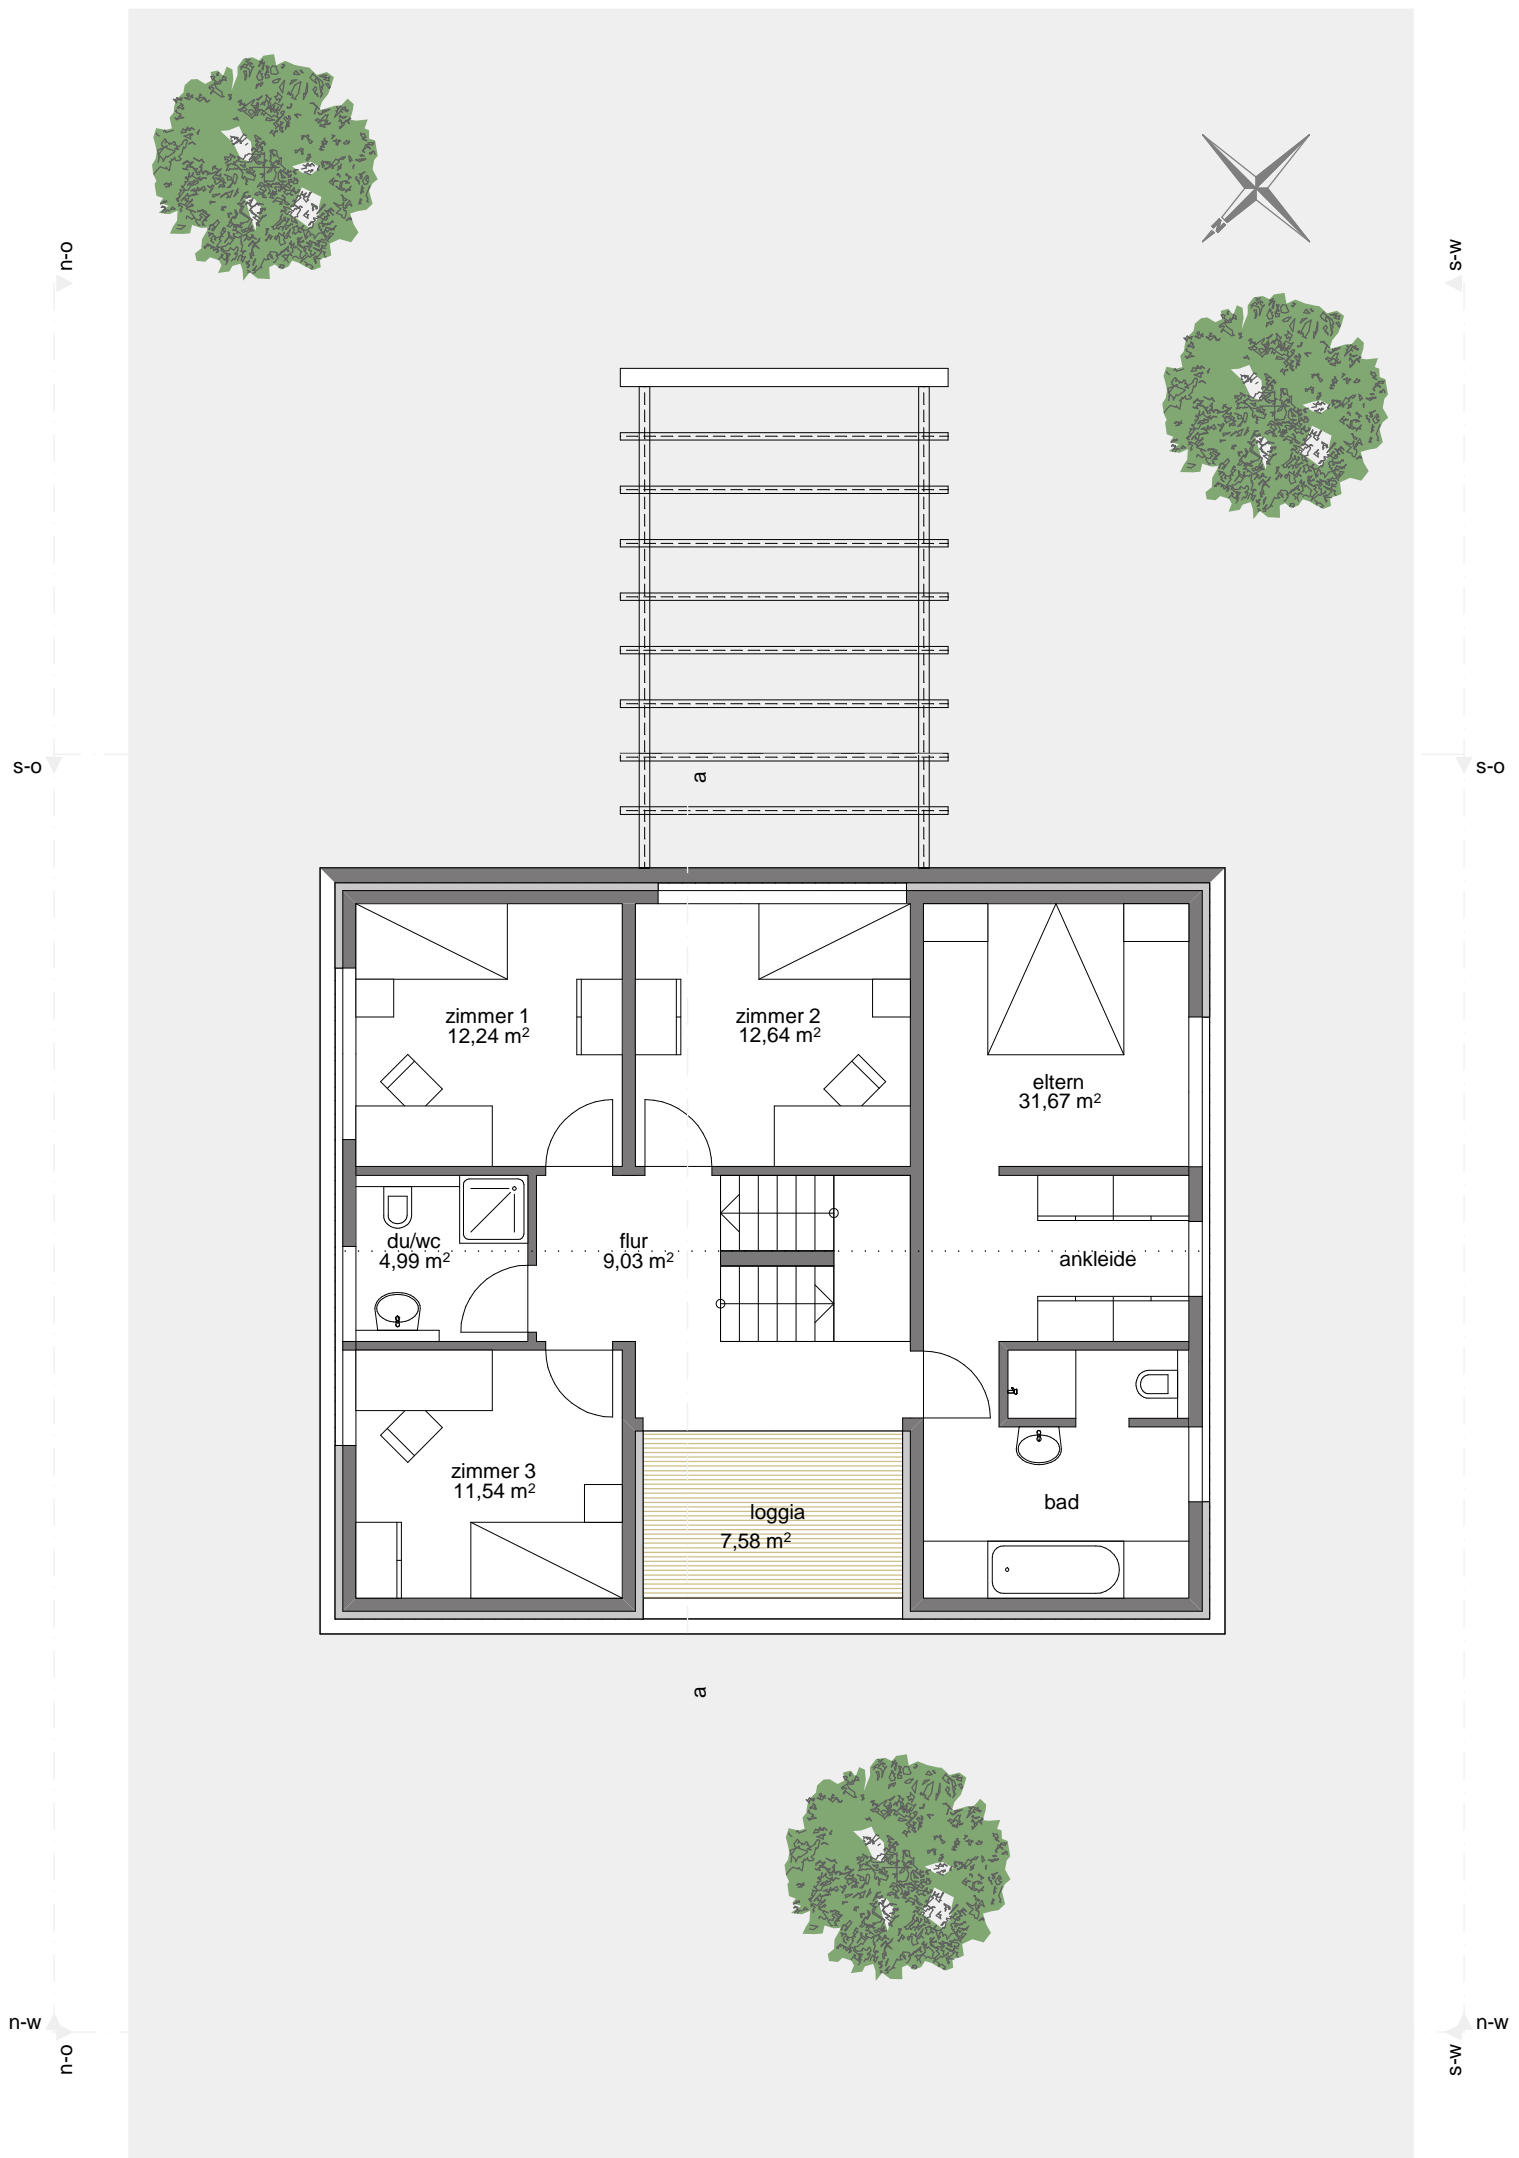 n-o
s-w
N
s-o
s-o
a
zimmer 1
12,24 m²
zimmer 2
12,64 m²
eltern
31,67 m²
du/wc
4,99 m²
flur
9,03 m²
ankleide
zimmer 3
11,54 m²
loggia
7,58 m²
bad
a
n-w
n-w
n-o
s-w